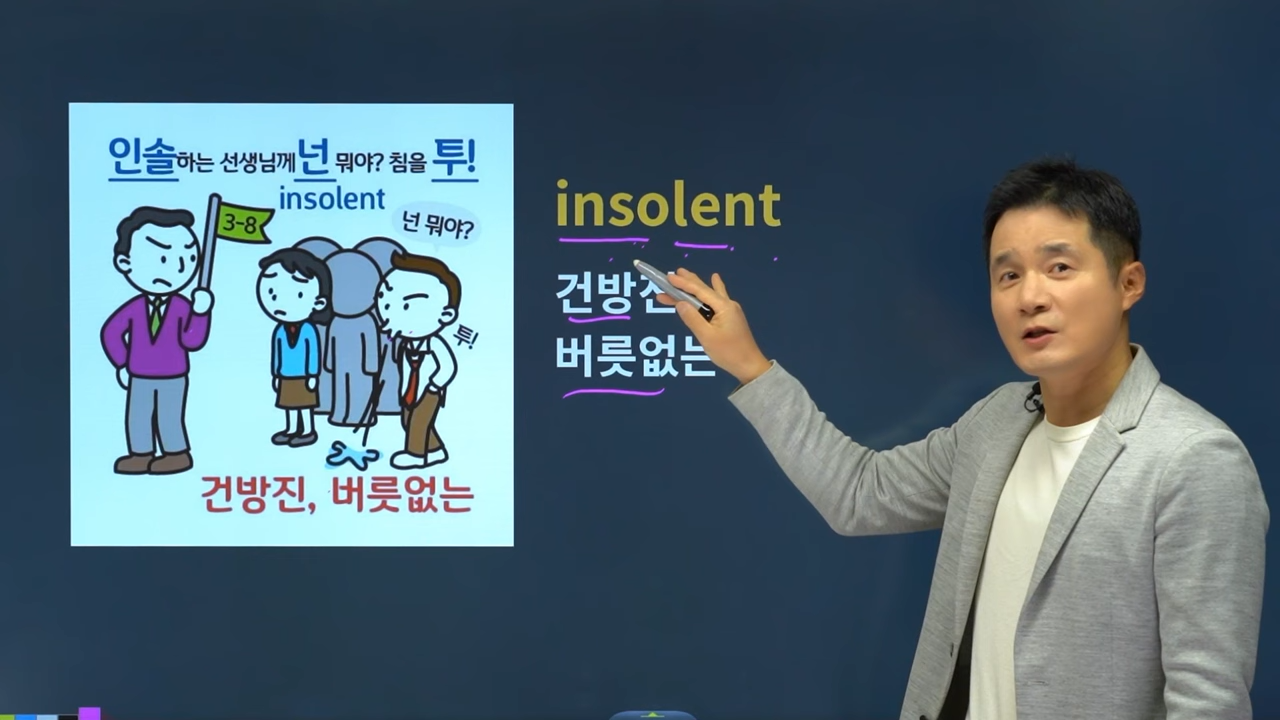 인솔하는 선생님께 넌 뭐야? 침을 투!
insolent
3-8
넌 뭐야?
투!
건방진, 버릇없는
insolent
건방진
버릇없는